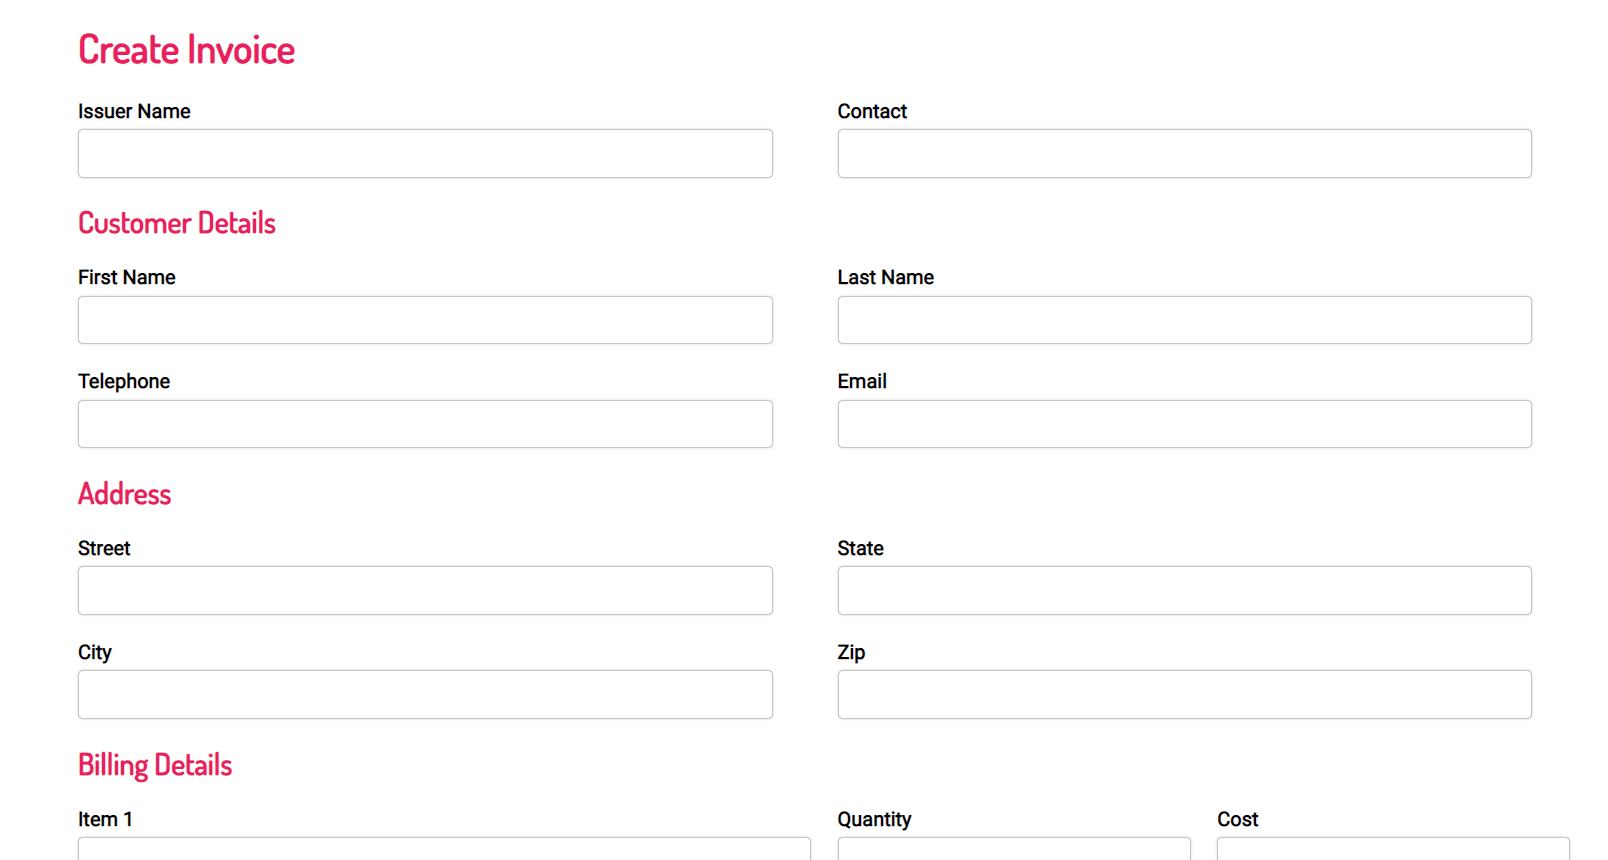 Create Invoice
Issuer Name Contact
Customer Details
First Name Last Name
Telephone Email
Address
Street State
City Zip
Billing Details
Item 1 Quantity Cost